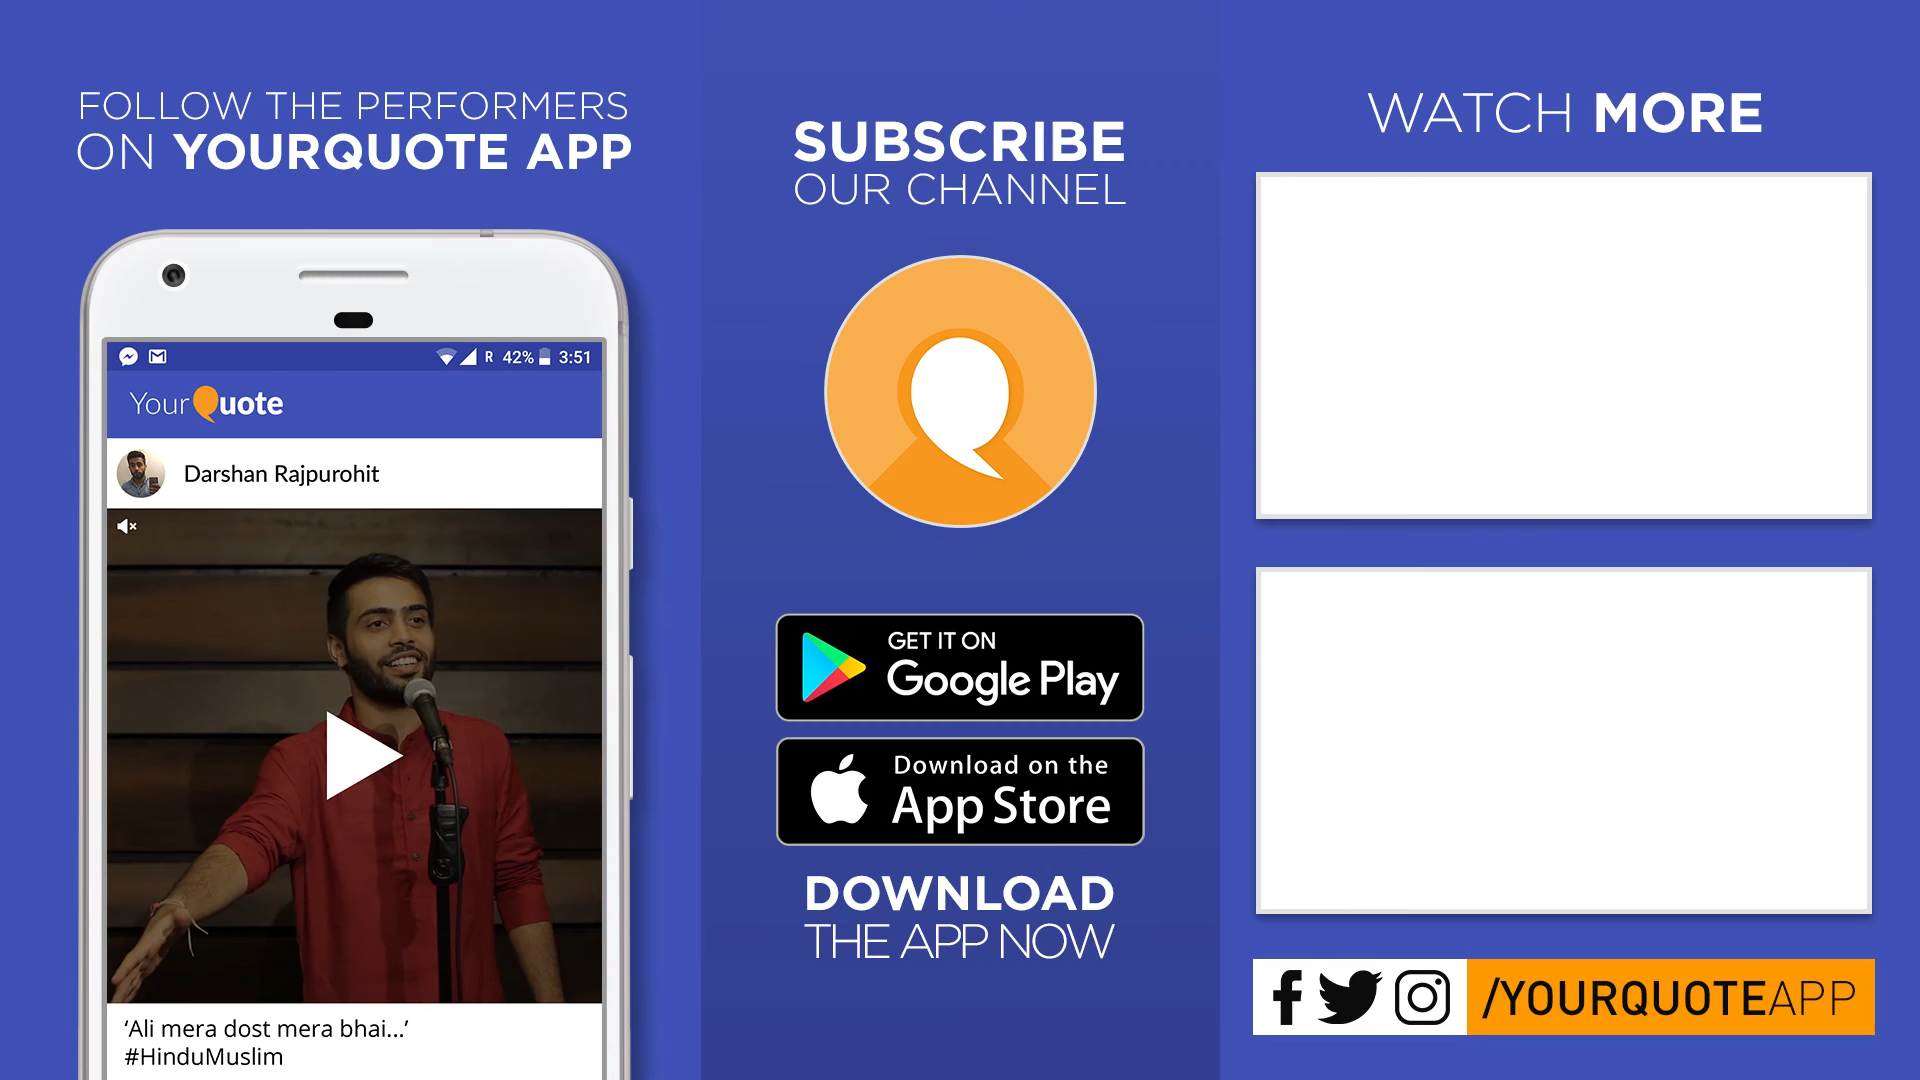 FOLLOW THE PERFORMERS
ON YOURQUOTE APP
R 42% 3:51
YourQuote
Darshan Rajpurohit
‘Ali mera dost mera bhai...’
#HinduMuslim
SUBSCRIBE
OUR CHANNEL
GET IT ON
Google Play
Download on the
App Store
DOWNLOAD
THE APP NOW
WATCH MORE
/YOURQUOTEAPP